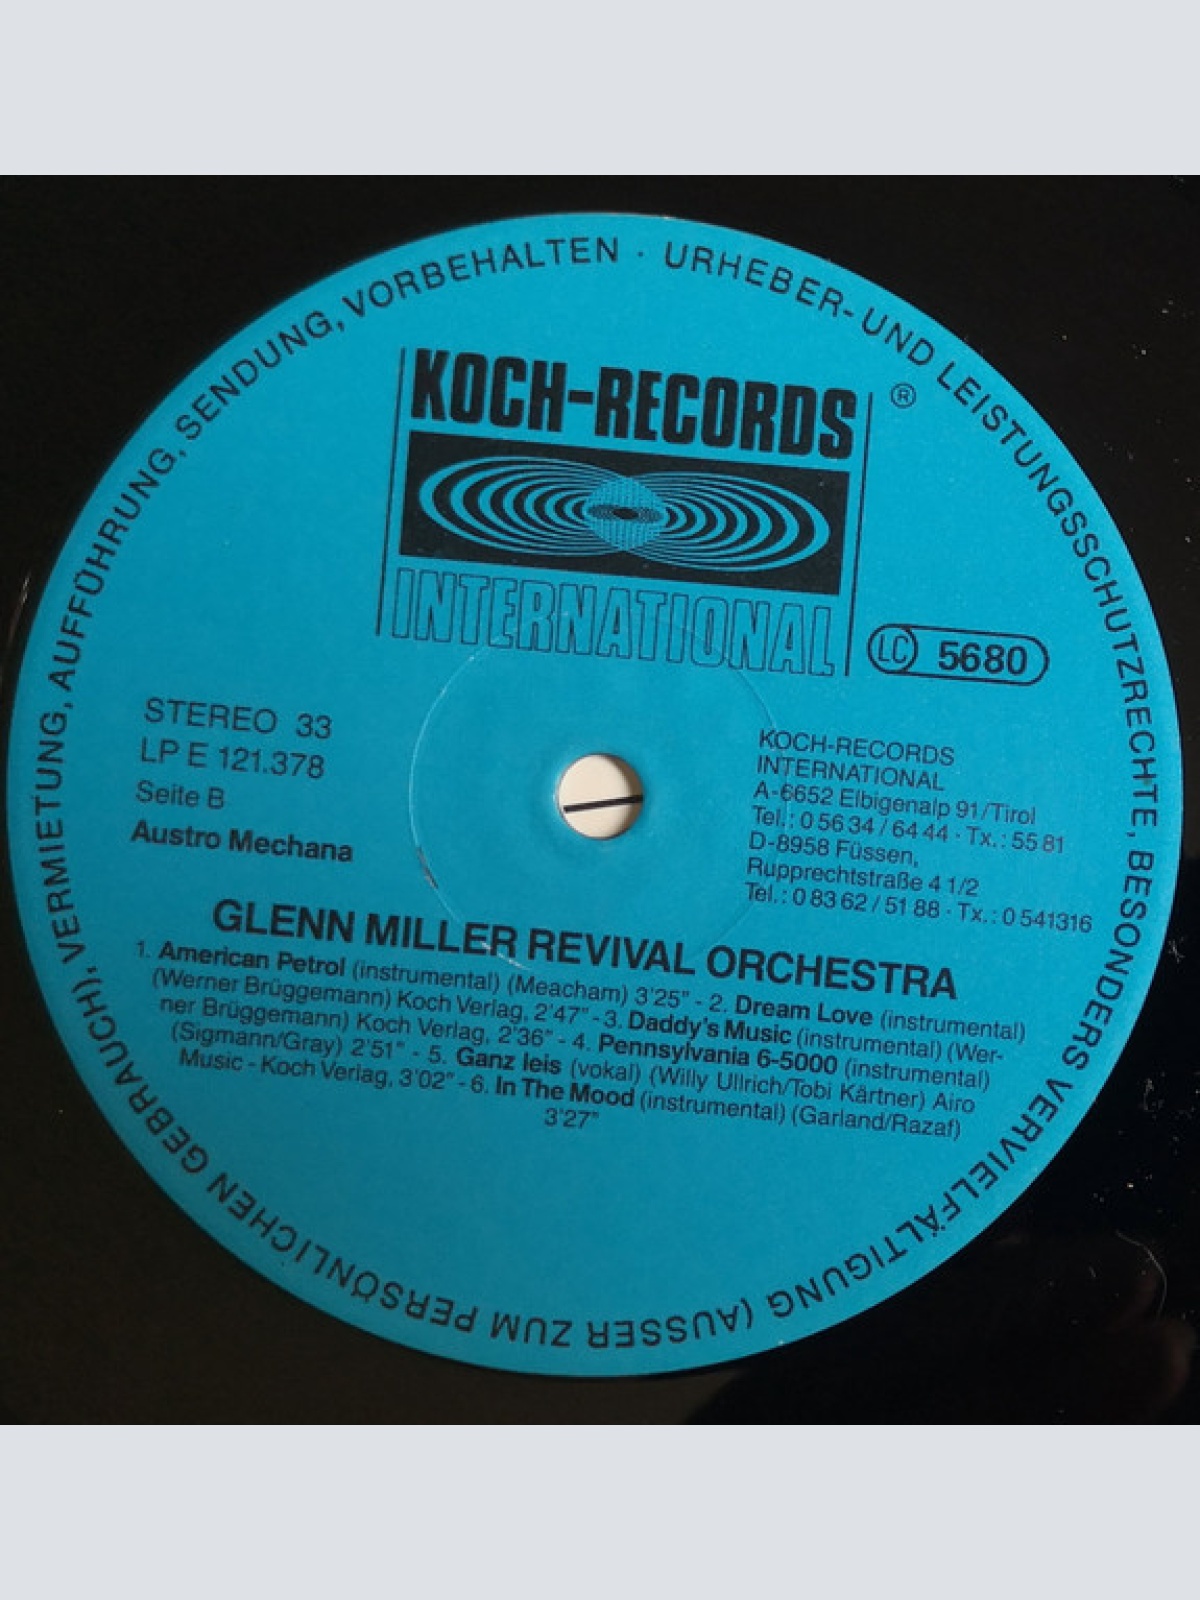 URHEBER- UND LEISTUNGSSCHUTZRECHTE, BESONDERS VERVIELFÄLTIGUNG (AUSSER ZUM PERSÖNLICHEN GEBRAUCH), VERMIETUNG, AUFFÜHRUNG, SENDUNG, VORBEHALTEN ·
KOCH-RECORDS ®
INTERNATIONAL
LC 5680
STEREO 33
LP E 121.378
Seite B
Austro Mechana
KOCH-RECORDS
INTERNATIONAL
A-6652 Elbigenalp 91/Tirol
Tel.: 0 56 34 / 64 44 · Tx.: 55 81
D-8958 Füssen,
Rupprechtstraße 4 1/2
Tel.: 0 83 62 / 51 88 · Tx.: 0 541316
GLENN MILLER REVIVAL ORCHESTRA
1. American Petrol (instrumental) (Meacham) 3'25" - 2. Dream Love (instrumental)
(Werner Brüggemann) Koch Verlag, 2'47" - 3. Daddy's Music (instrumental) (Wer-
ner Brüggemann) Koch Verlag, 2'36" - 4. Pennsylvania 6-5000 (instrumental)
(Sigmann/Gray) 2'51" - 5. Ganz leis (vokal) (Willy Ullrich/Tobi Kärtner) Airo
Music - Koch Verlag, 3'02" - 6. In The Mood (instrumental) (Garland/Razaf)
3'27"